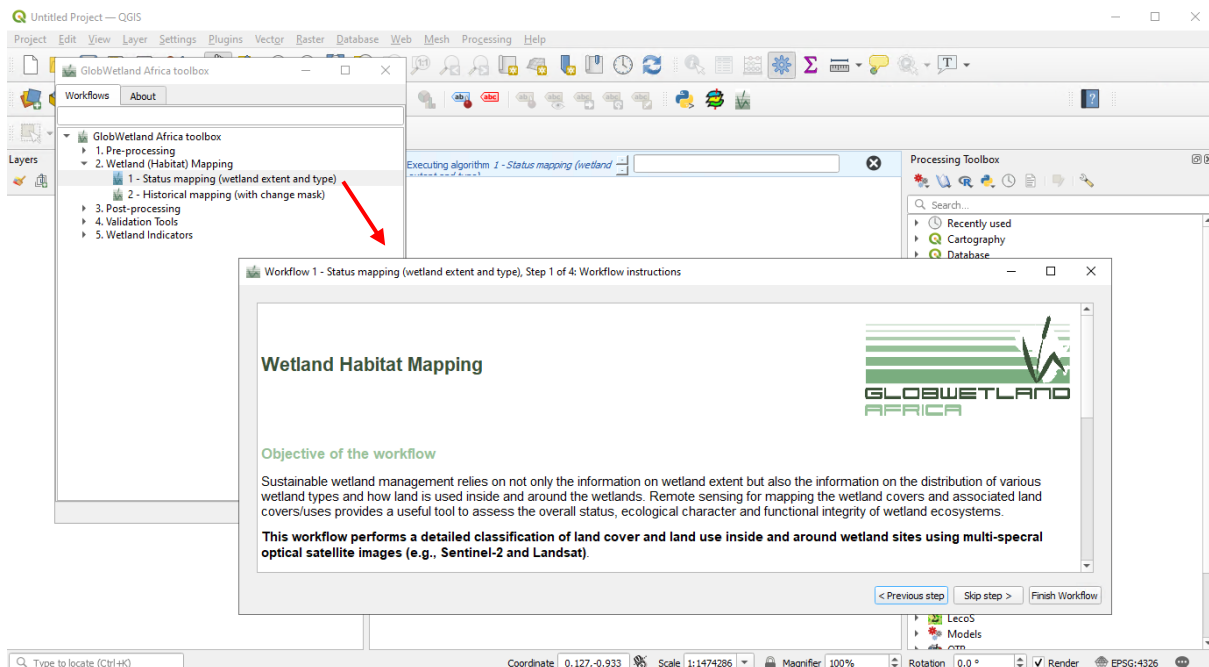 Untitled Project — QGIS
Project Edit View Layer Settings Plugins Vector Raster Database Web Mesh Processing Help
GlobWetland Africa toolbox
Workflows About
GlobWetland Africa toolbox
1. Pre-processing
2. Wetland (Habitat) Mapping
1 - Status mapping (wetland extent and type)
2 - Historical mapping (with change mask)
3. Post-processing
4. Validation Tools
5. Wetland Indicators
Layers
Executing algorithm 1 - Status mapping (wetland
extent and type)
Processing Toolbox
Search...
Recently used
Cartography
Database
Workflow 1 - Status mapping (wetland extent and type), Step 1 of 4: Workflow instructions
Wetland Habitat Mapping
GLOBWETLAND
AFRICA
Objective of the workflow
Sustainable wetland management relies on not only the information on wetland extent but also the information on the distribution of various
wetland types and how land is used inside and around the wetlands. Remote sensing for mapping the wetland covers and associated land
covers/uses provides a useful tool to assess the overall status, ecological character and functional integrity of wetland ecosystems.
This workflow performs a detailed classification of land cover and land use inside and around wetland sites using multi-specral
optical satellite images (e.g., Sentinel-2 and Landsat).
< Previous step Skip step > Finish Workflow
LecoS
Models
OTB
Type to locate (Ctrl+K) Coordinate 0.127,-0.933 Scale 1:1474286 Magnifier 100% Rotation 0.0 ° Render EPSG:4326